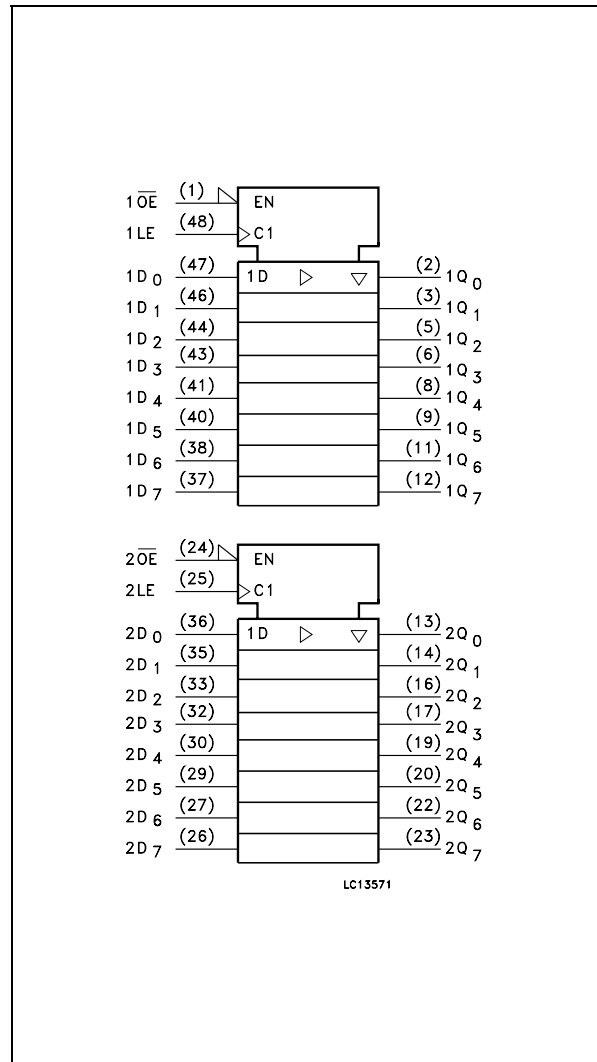 1O̅E̅ (1) EN
1LE (48) C1
1D0 (47) 1D (2) 1Q0
1D1 (46) (3) 1Q1
1D2 (44) (5) 1Q2
1D3 (43) (6) 1Q3
1D4 (41) (8) 1Q4
1D5 (40) (9) 1Q5
1D6 (38) (11) 1Q6
1D7 (37) (12) 1Q7
2O̅E̅ (24) EN
2LE (25) C1
2D0 (36) 1D (13) 2Q0
2D1 (35) (14) 2Q1
2D2 (33) (16) 2Q2
2D3 (32) (17) 2Q3
2D4 (30) (19) 2Q4
2D5 (29) (20) 2Q5
2D6 (27) (22) 2Q6
2D7 (26) (23) 2Q7
LC13571